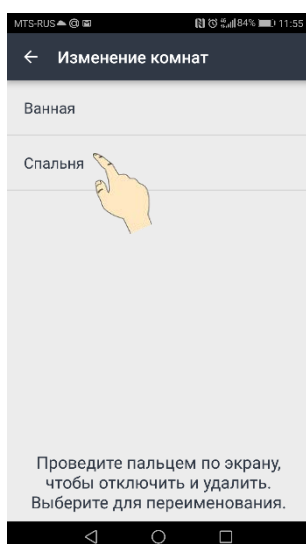 MTS-RUS @ 84% 11:55
← Изменение комнат
Ванная
Спальня
Проведите пальцем по экрану,
чтобы отключить и удалить.
Выберите для переименования.